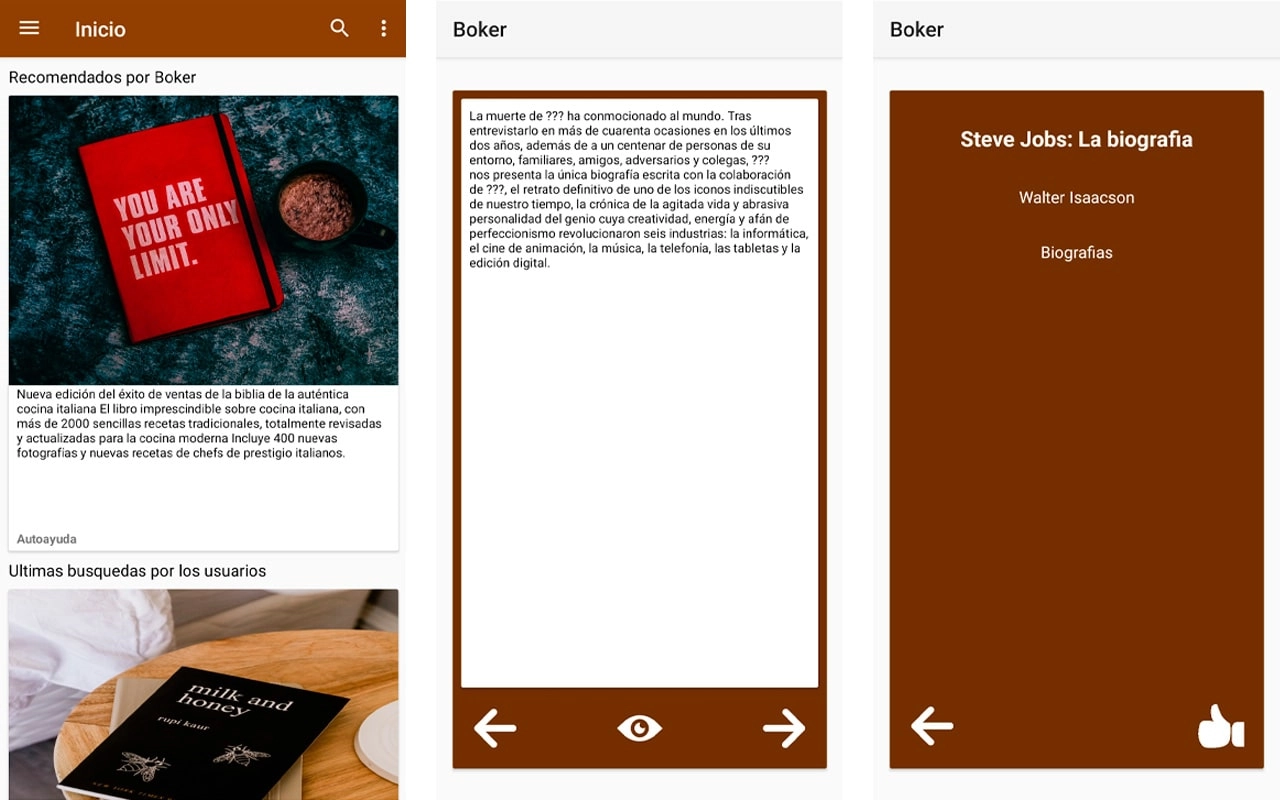 Inicio
Recomendados por Boker
YOU ARE
YOUR ONLY
LIMIT.
Nueva edición del éxito de ventas de la biblia de la auténtica
cocina italiana El libro imprescindible sobre cocina italiana, con
más de 2000 sencillas recetas tradicionales, totalmente revisadas
y actualizadas para la cocina moderna Incluye 400 nuevas
fotografias y nuevas recetas de chefs de prestigio italianos.
Autoayuda
Ultimas busquedas por los usuarios
milk and
honey
rupi kaur
Boker
La muerte de ??? ha conmocionado al mundo. Tras
entrevistarlo en más de cuarenta ocasiones en los últimos
dos años, además de a un centenar de personas de su
entorno, familiares, amigos, adversarios y colegas, ???
nos presenta la única biografía escrita con la colaboración
de ???, el retrato definitivo de uno de los iconos indiscutibles
de nuestro tiempo, la crónica de la agitada vida y abrasiva
personalidad del genio cuya creatividad, energía y afán de
perfeccionismo revolucionaron seis industrias: la informática,
el cine de animación, la música, la telefonía, las tabletas y la
edición digital.
Boker
Steve Jobs: La biografia
Walter Isaacson
Biografias